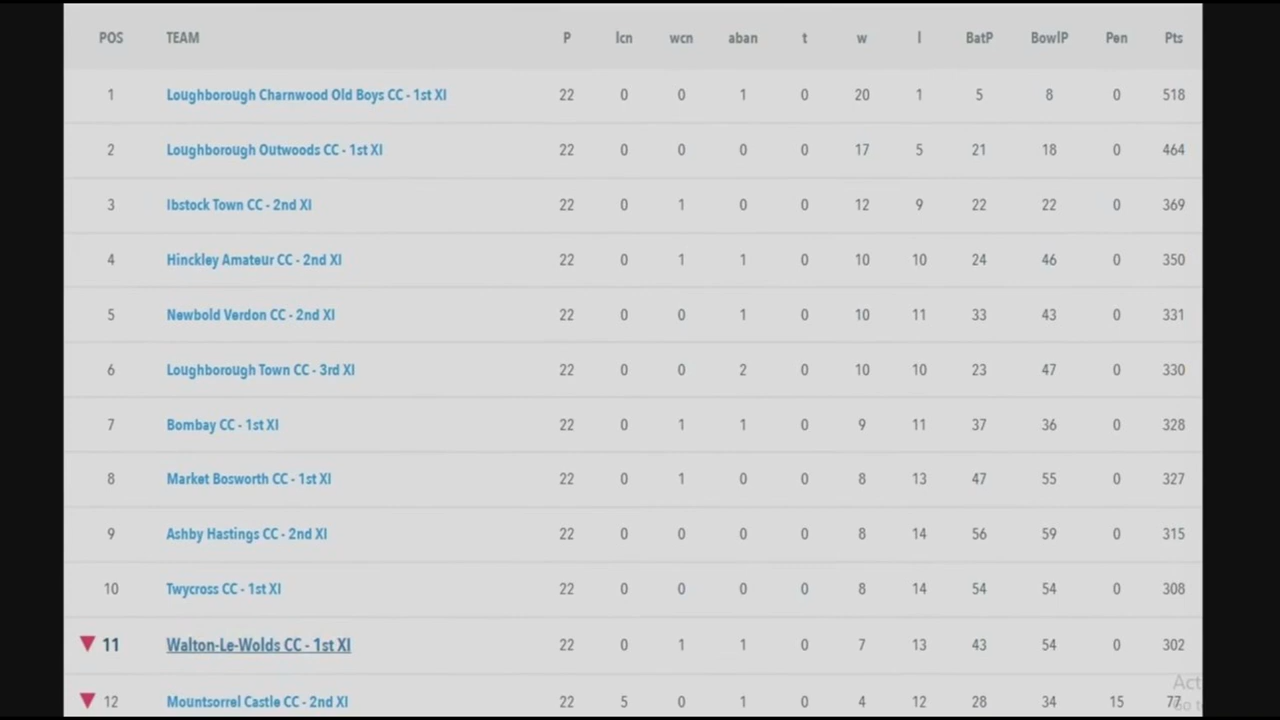 POS TEAM P lcn wcn aban t w l BatP BowlP Pen Pts
1 Loughborough Charnwood Old Boys CC - 1st XI 22 0 0 1 0 20 1 5 8 0 518
2 Loughborough Outwoods CC - 1st XI 22 0 0 0 0 17 5 21 18 0 464
3 Ibstock Town CC - 2nd XI 22 0 1 0 0 12 9 22 22 0 369
4 Hinckley Amateur CC - 2nd XI 22 0 1 1 0 10 10 24 46 0 350
5 Newbold Verdon CC - 2nd XI 22 0 0 1 0 10 11 33 43 0 331
6 Loughborough Town CC - 3rd XI 22 0 0 2 0 10 10 23 47 0 330
7 Bombay CC - 1st XI 22 0 1 1 0 9 11 37 36 0 328
8 Market Bosworth CC - 1st XI 22 0 1 0 0 8 13 47 55 0 327
9 Ashby Hastings CC - 2nd XI 22 0 0 0 0 8 14 56 59 0 315
10 Twycross CC - 1st XI 22 0 0 0 0 8 14 54 54 0 308
11 Walton-Le-Wolds CC - 1st XI 22 0 1 1 0 7 13 43 54 0 302
Act
12 Mountsorrel Castle CC - 2nd XI 22 5 0 1 0 4 12 28 34 15 77